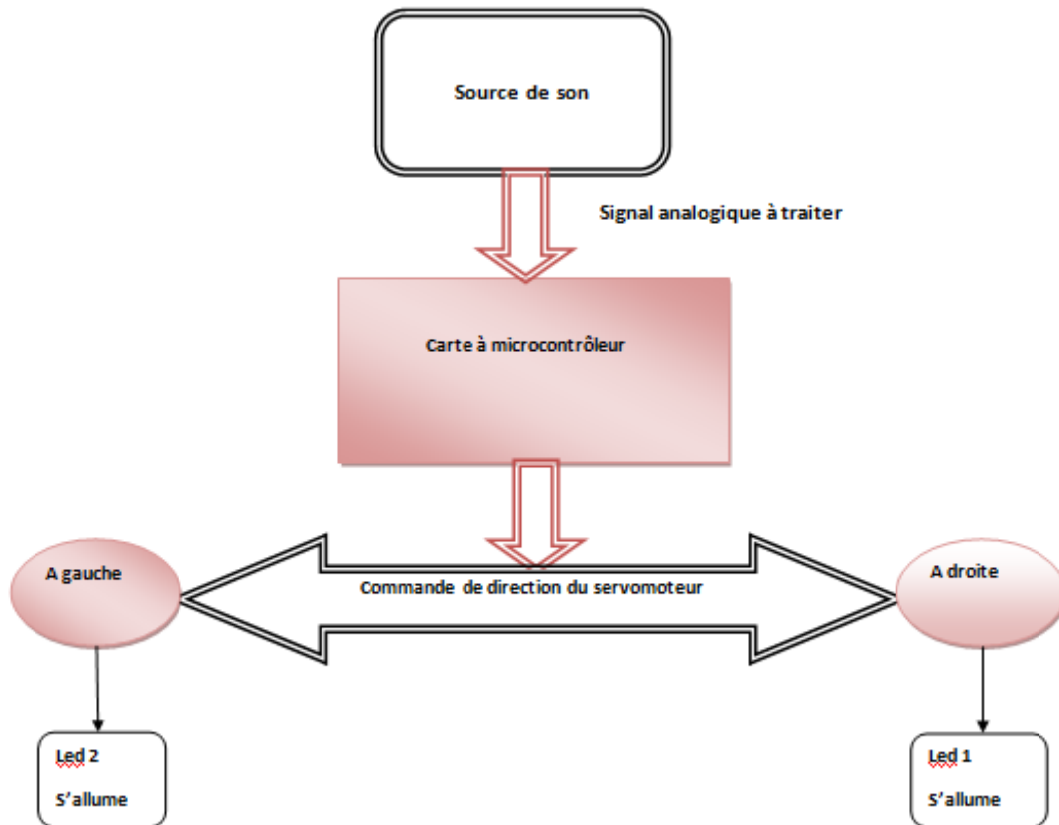 Source de son
Signal analogique à traiter
Carte à microcontrôleur
A gauche
Commande de direction du servomoteur
A droite
Led 2
S'allume
Led 1
S'allume